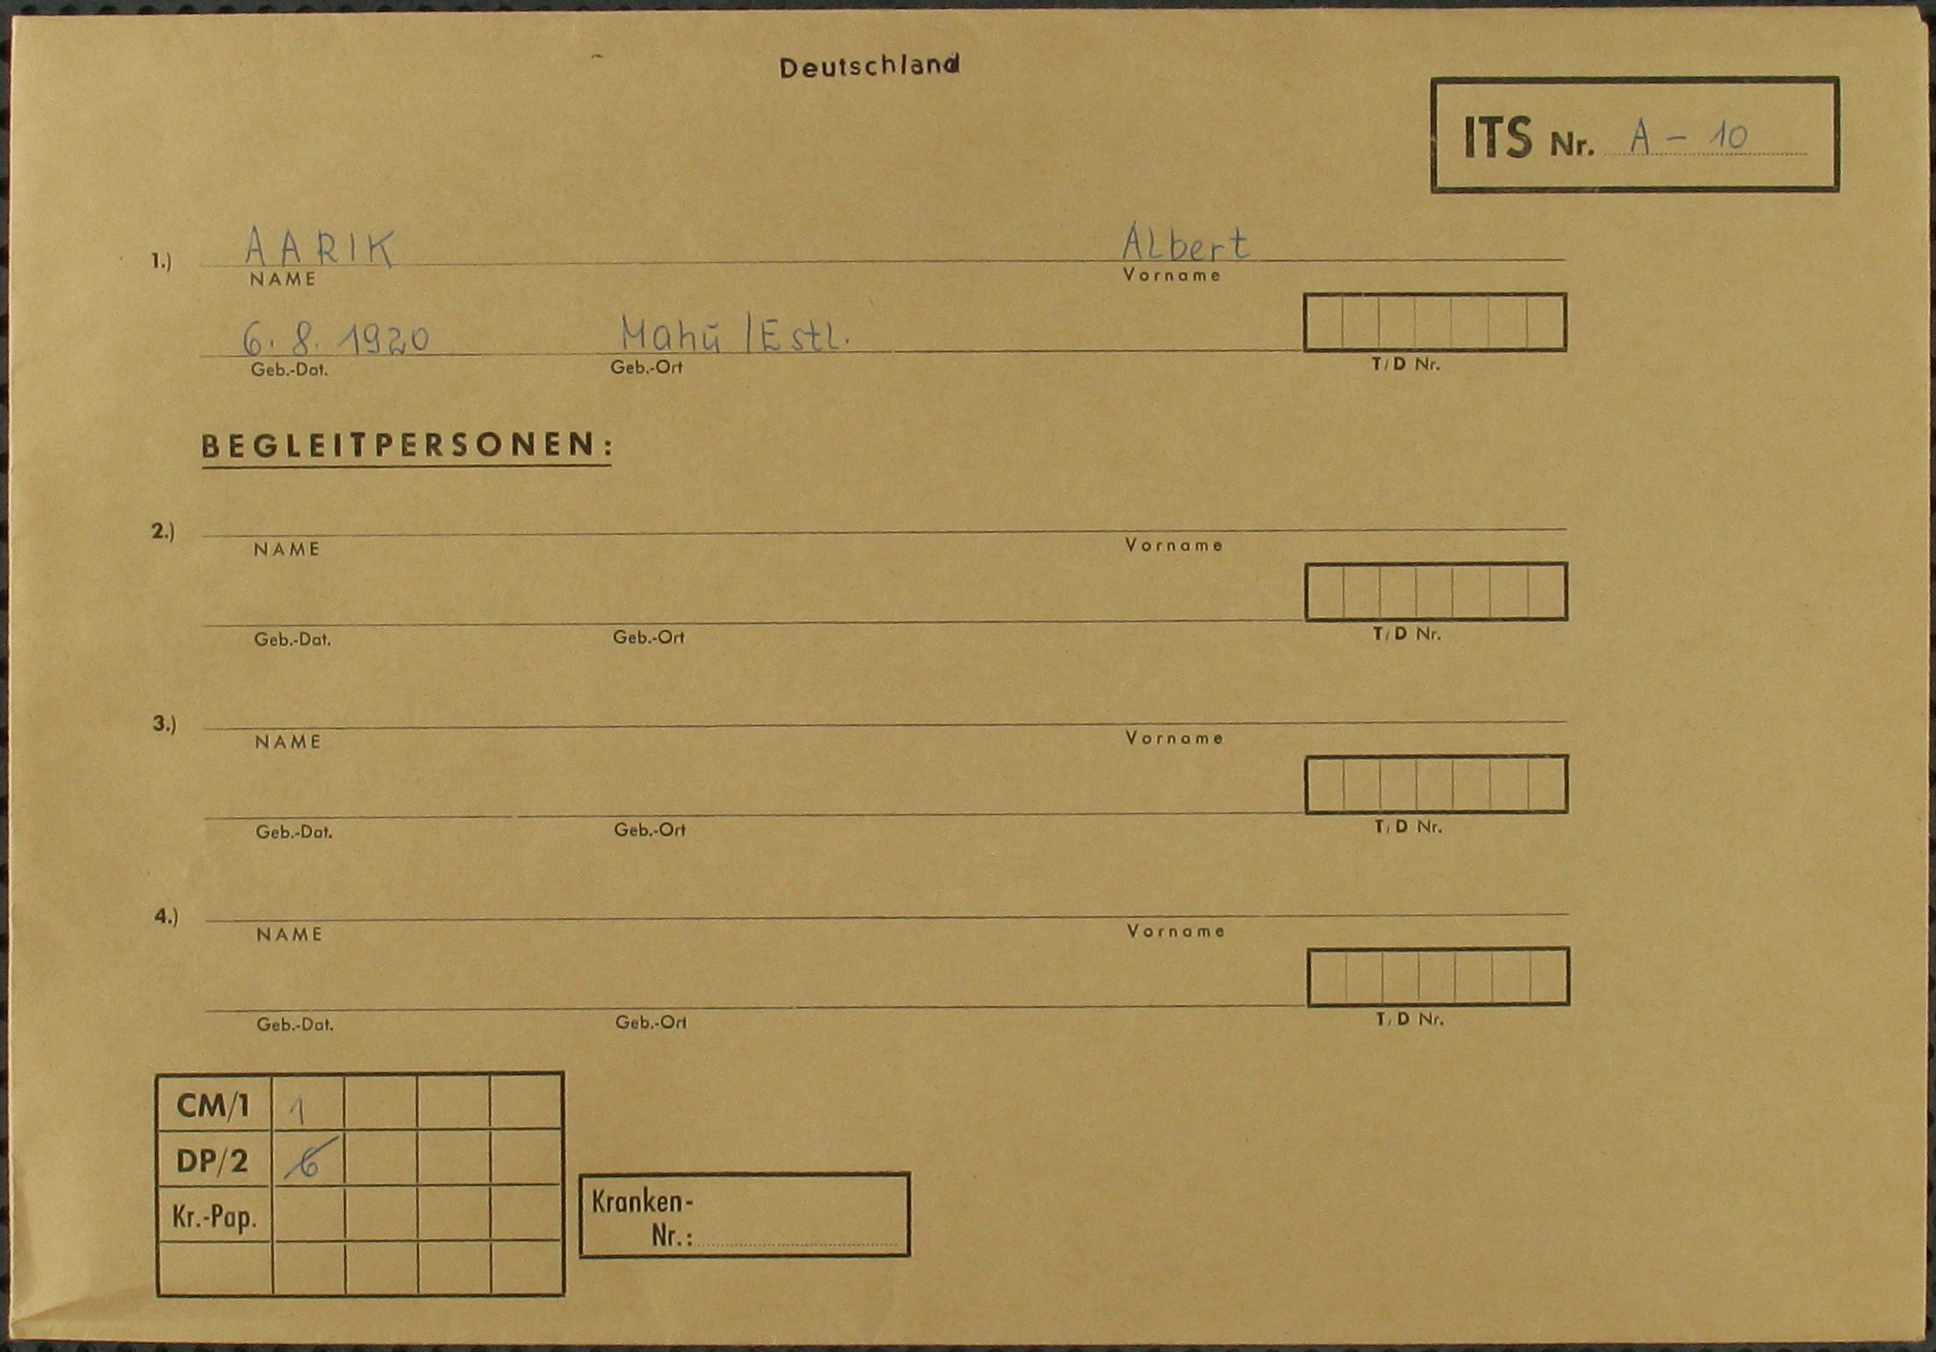 Deutschland
ITS Nr. A – 10
1.) AARIK Albert
NAME Vorname
6. 8. 1920 Mahu /Estl.
Geb.-Dat. Geb.-Ort T/D Nr.
BEGLEITPERSONEN:
2.)
NAME Vorname
Geb.-Dat. Geb.-Ort T/D Nr.
3.)
NAME Vorname
Geb.-Dat. Geb.-Ort T/D Nr.
4.)
NAME Vorname
Geb.-Dat. Geb.-Ort T/D Nr.
CM/1 1
DP/2 6
Kr.-Pap.
Kranken-
Nr.: